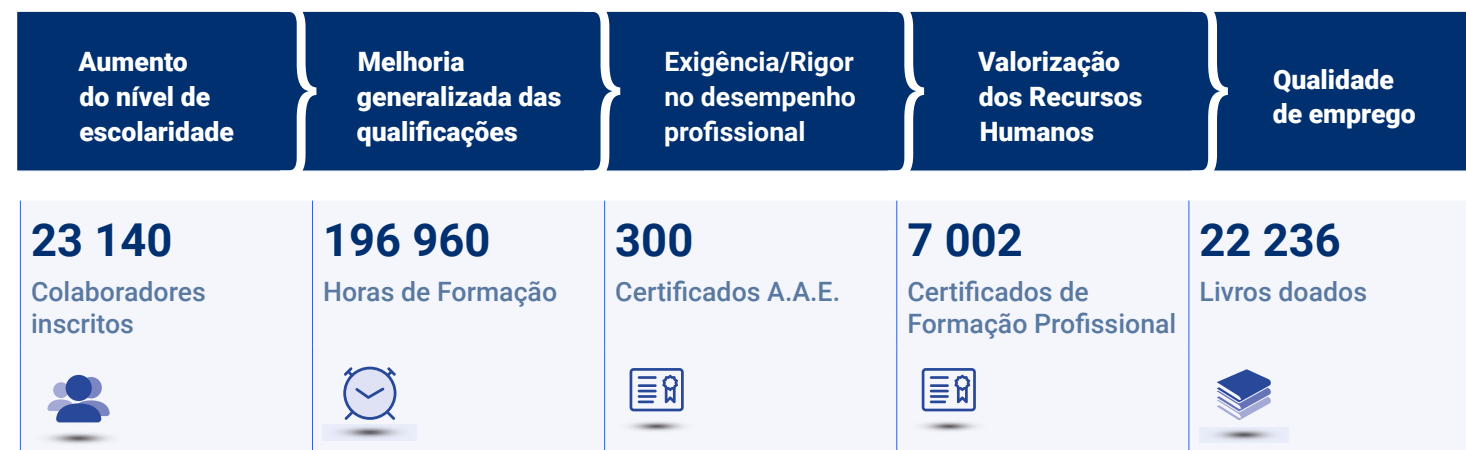 Aumento
do nível de
escolaridade
Melhoria
generalizada das
qualificações
Exigência/Rigor
no desempenho
profissional
Valorização
dos Recursos
Humanos
Qualidade
de emprego
23 140
Colaboradores
inscritos
196 960
Horas de Formação
300
Certificados A.A.E.
7 002
Certificados de
Formação Profissional
22 236
Livros doados